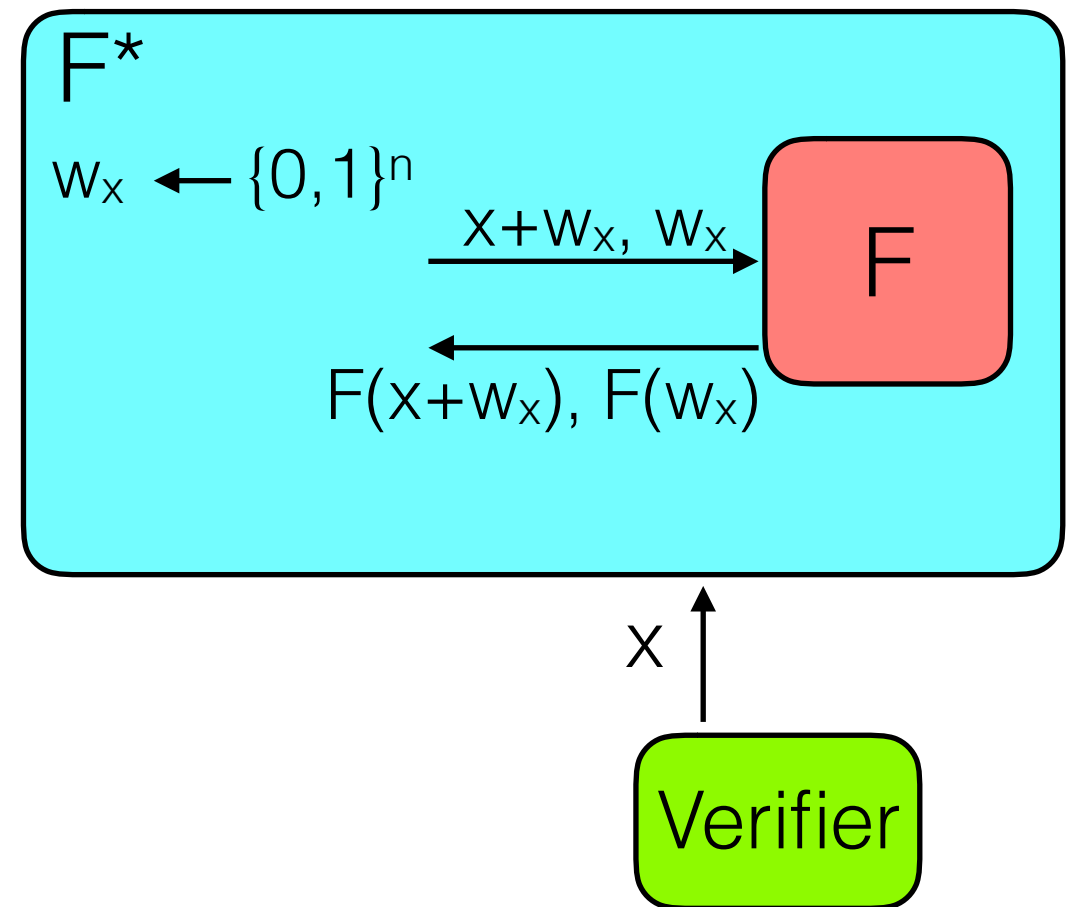 F*
wₓ ← {0,1}ⁿ
x+wₓ, wₓ
F
F(x+wₓ), F(wₓ)
x
Verifier